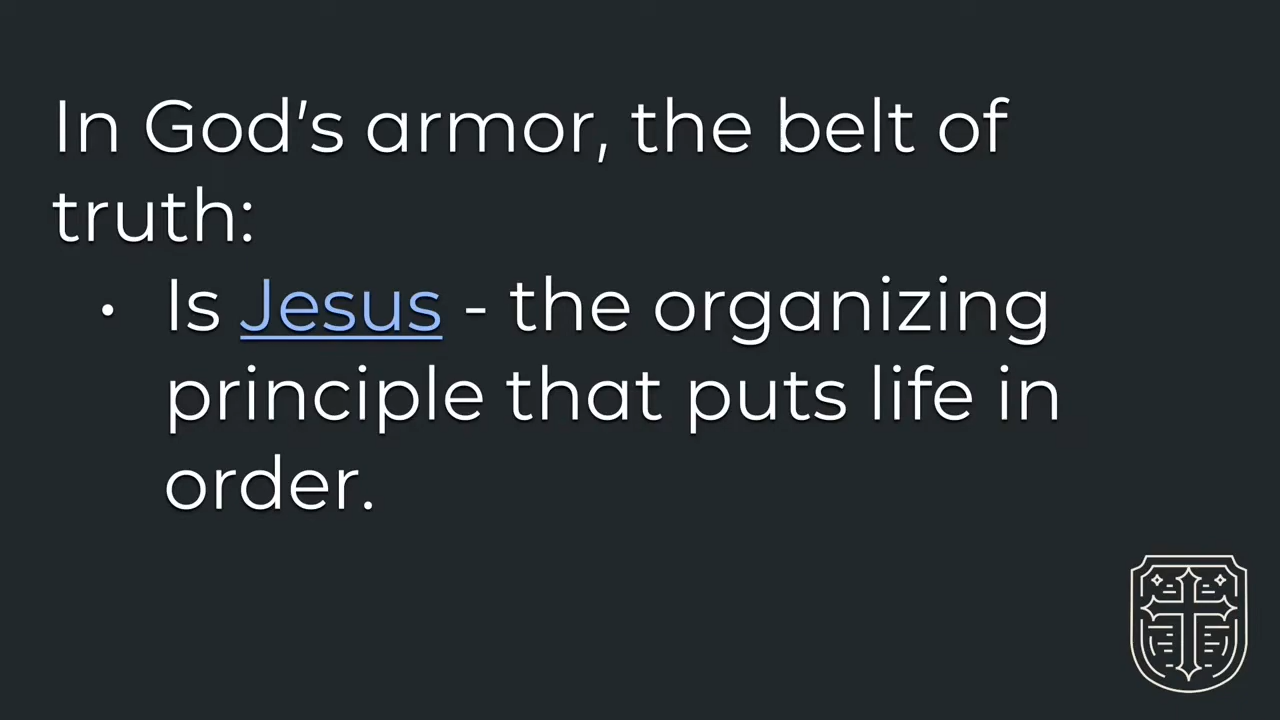 In God’s armor, the belt of
truth:
• Is Jesus - the organizing
principle that puts life in
order.